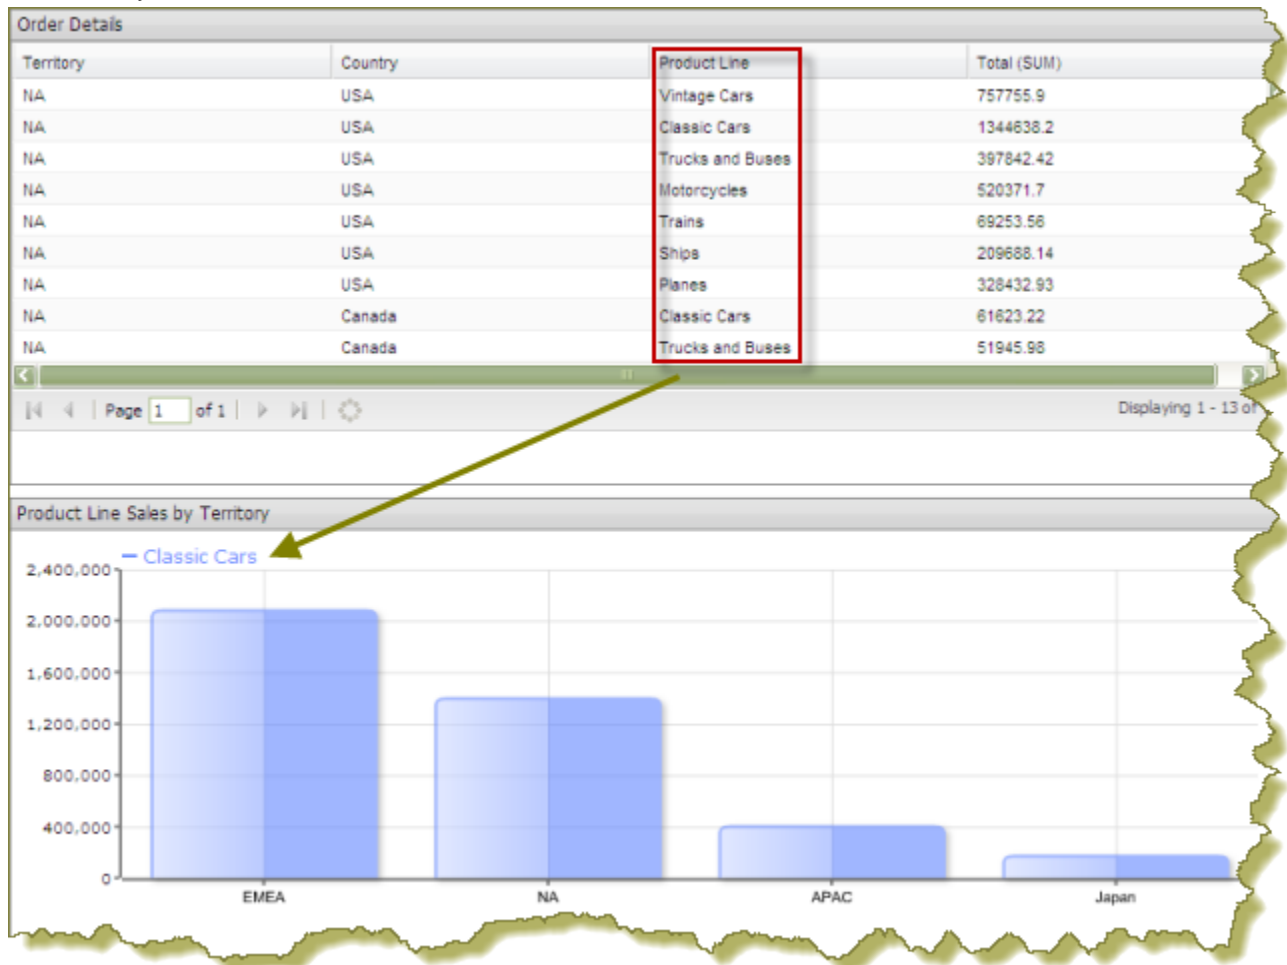 Order Details
Territory Country Product Line Total (SUM)
NA USA Vintage Cars 757755.9
NA USA Classic Cars 1344638.2
NA USA Trucks and Buses 397842.42
NA USA Motorcycles 520371.7
NA USA Trains 69253.56
NA USA Ships 209688.14
NA USA Planes 328432.93
NA Canada Classic Cars 61623.22
NA Canada Trucks and Buses 51945.98
Page 1 of 1 Displaying 1 - 13 of
Product Line Sales by Territory
Classic Cars
2,400,000
2,000,000
1,600,000
1,200,000
800,000
400,000
0
EMEA NA APAC Japan